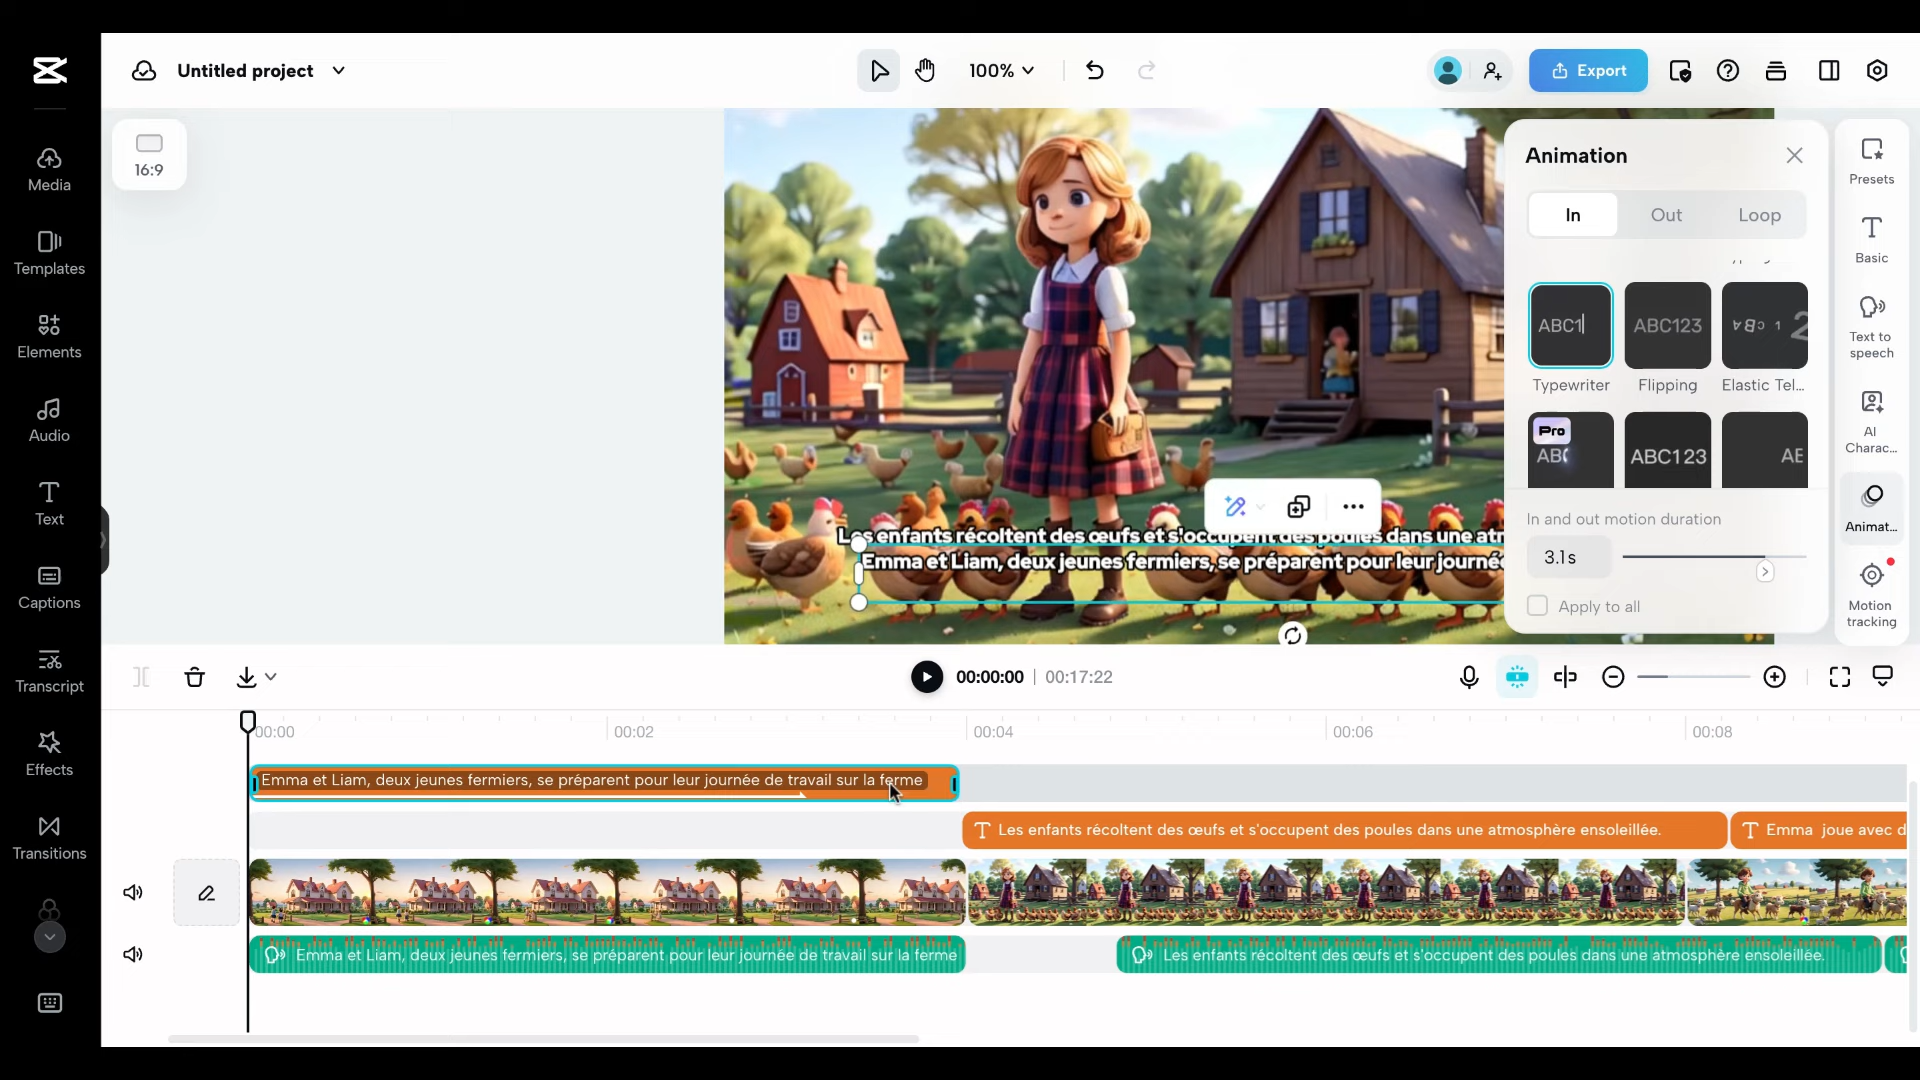 Untitled project
100%
Export
Media
Templates
Elements
Audio
Text
Captions
Transcript
Effects
Transitions
16:9
Les enfants récoltent des œufs et s'occupent des poules dans une
Emma et Liam, deux jeunes fermiers, se préparent pour leur journée
Animation
In
Out
Loop
ABC1
ABC123
Typewriter
Flipping
Elastic Tel...
Pro
ABC123
AB
In and out motion duration
3.1s
Apply to all
Presets
Basic
Text to
speech
AI
Charac...
Animat...
Motion
tracking
00:00:00 | 00:17:22
00:00
00:02
00:04
00:06
00:08
Emma et Liam, deux jeunes fermiers, se préparent pour leur journée de travail sur la ferme
Les enfants récoltent des œufs et s'occupent des poules dans une atmosphère ensoleillée.
Emma joue avec d
Emma et Liam, deux jeunes fermiers, se préparent pour leur journée de travail sur la ferme
Les enfants récoltent des œufs et s'occupent des poules dans une atmosphère ensoleillée.